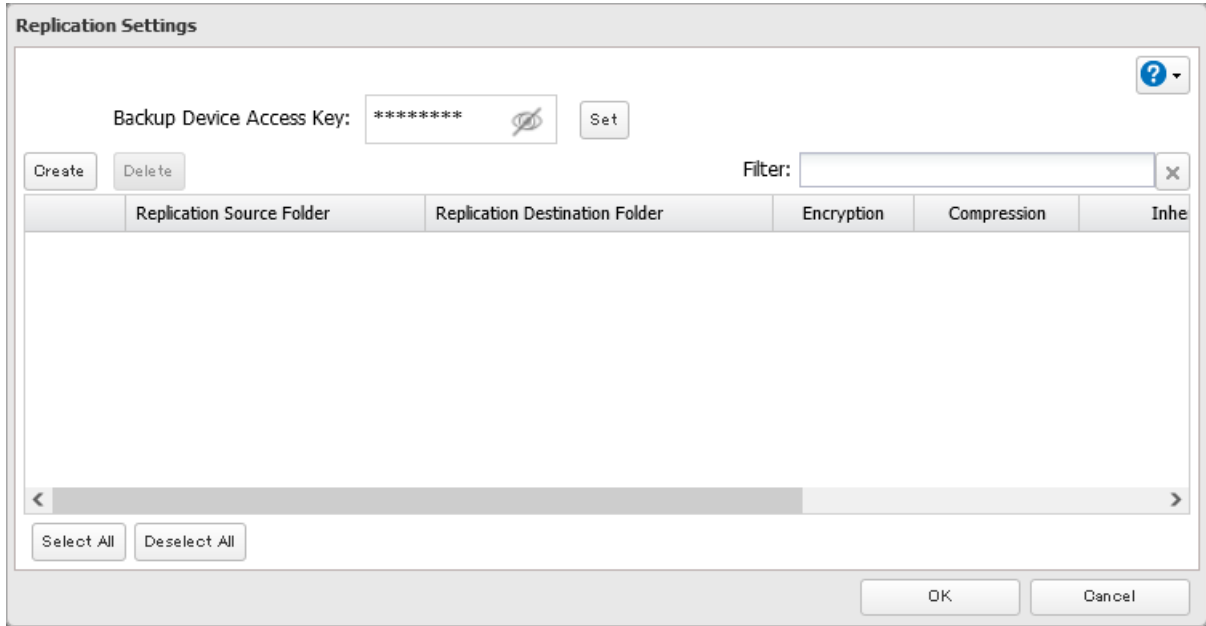 Replication Settings
?
Backup Device Access Key: ******** Set
Create Delete Filter:
Replication Source Folder Replication Destination Folder Encryption Compression Inhe
Select All Deselect All
OK Cancel